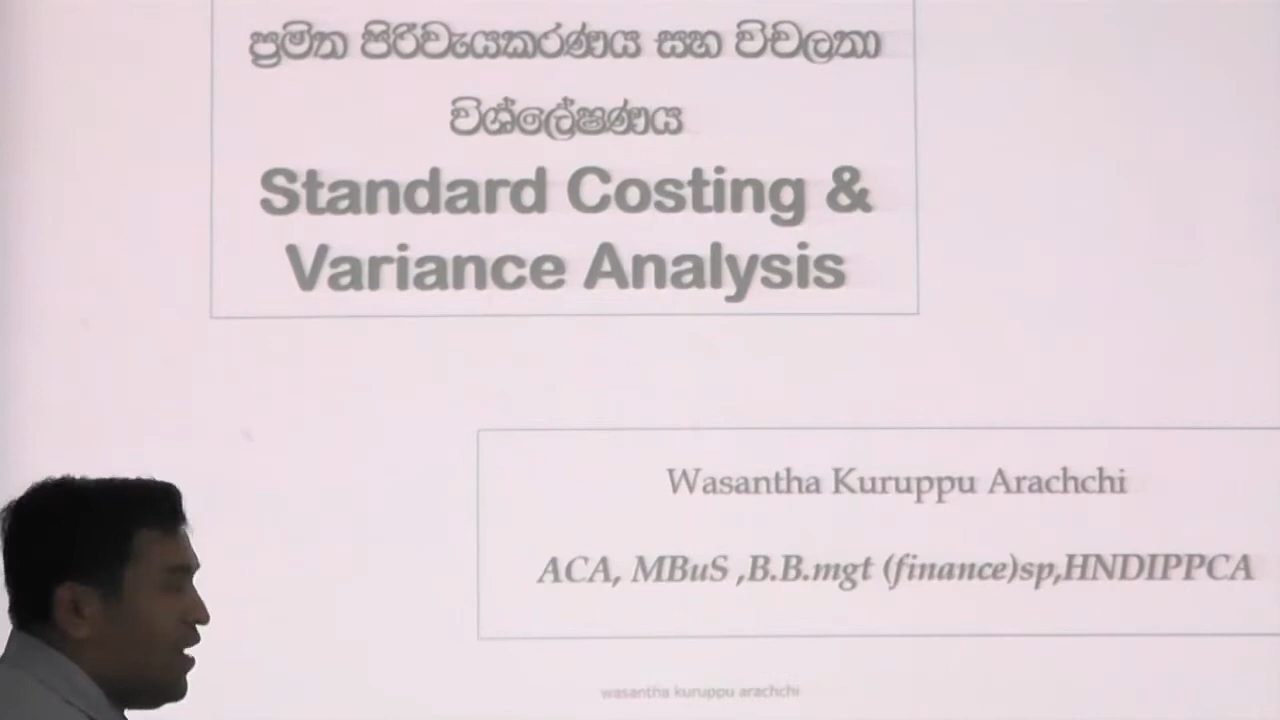 ප්‍රමිත පිරිවැයකරණය සහ විචලතා
විශ්ලේෂණය
Standard Costing &
Variance Analysis
Wasantha Kuruppu Arachchi
ACA, MBuS ,B.B.mgt (finance)sp,HNDIPPCA
wasantha kuruppu arachchi